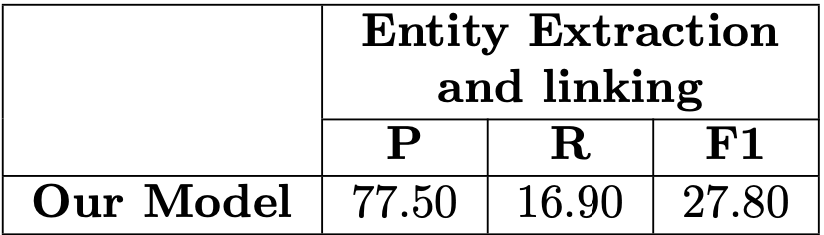 Entity Extraction
and linking
P R F1
Our Model 77.50 16.90 27.80